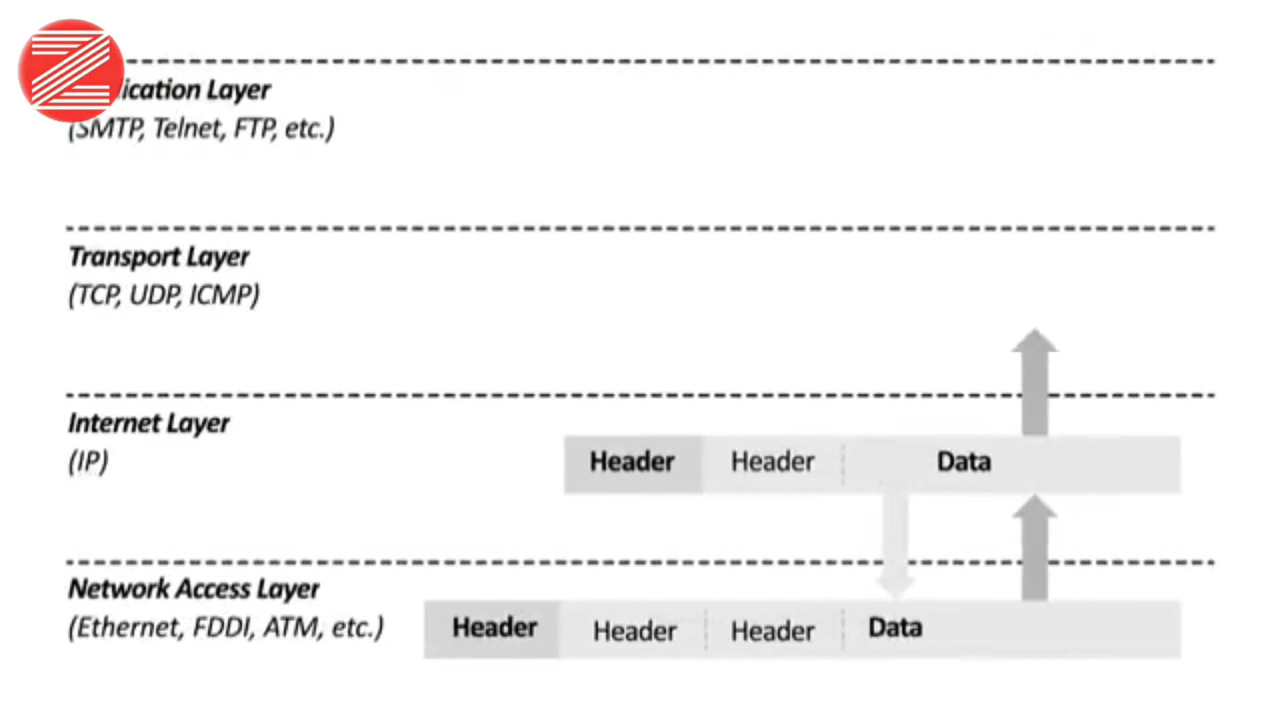 lication Layer
(SMTP, Telnet, FTP, etc.)
Transport Layer
(TCP, UDP, ICMP)
Internet Layer
(IP)
Header Header Data
Network Access Layer
(Ethernet, FDDI, ATM, etc.)
Header Header Header Data